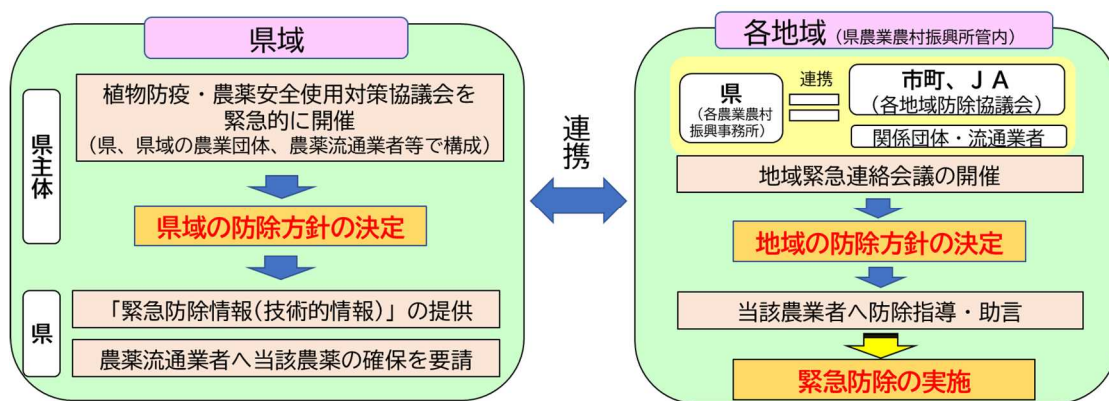 県域
植物防疫・農薬安全使用対策協議会を
緊急的に開催
（県、県域の農業団体、農薬流通業者等で構成）
県主体
県域の防除方針の決定
県
「緊急防除情報(技術的情報)」の提供
農薬流通業者へ当該農薬の確保を要請
連携
各地域（県農業農村振興所管内）
県
（各農業農村
振興事務所）
連携
市町、ＪＡ
（各地域防除協議会）
関係団体・流通業者
地域緊急連絡会議の開催
地域の防除方針の決定
当該農業者へ防除指導・助言
緊急防除の実施